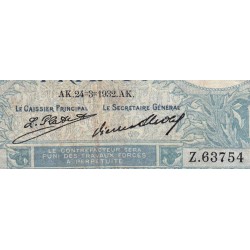 AK.24=3=1932.AK.
LE CAISSIER PRINCIPAL LE SECRÉTAIRE GÉNÉRAL
LE CONTREFACTEUR SERA
PUNI DES TRAVAUX FORCÉS
À PERPÉTUITÉ
Z.63754